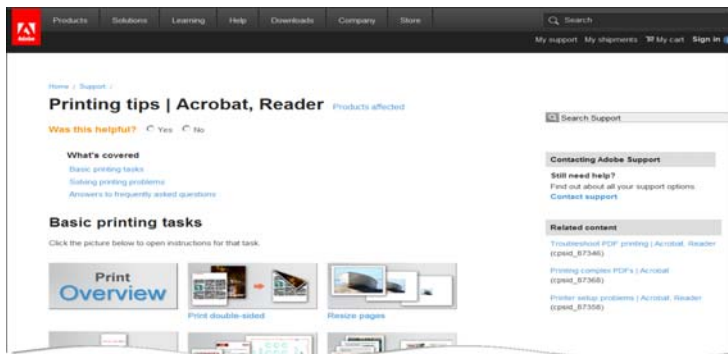 Products Solutions Learning Help Downloads Company Store
Search
Adobe
My support My shipments My cart Sign in
Home / Support /
Printing tips | Acrobat, Reader Products affected
Was this helpful? Yes No
Search Support
What's covered
Basic printing tasks
Solving printing problems
Answers to frequently asked questions
Contacting Adobe Support
Still need help?
Find out about all your support options.
Contact support
Basic printing tasks
Click the picture below to open instructions for that task.
Print
Overview
Print double-sided
Resize pages
Related content
Troubleshoot PDF printing | Acrobat, Reader
(cpsid_87346)
Printing complex PDFs | Acrobat
(cpsid_87368)
Printer setup problems | Acrobat, Reader
(cpsid_87356)